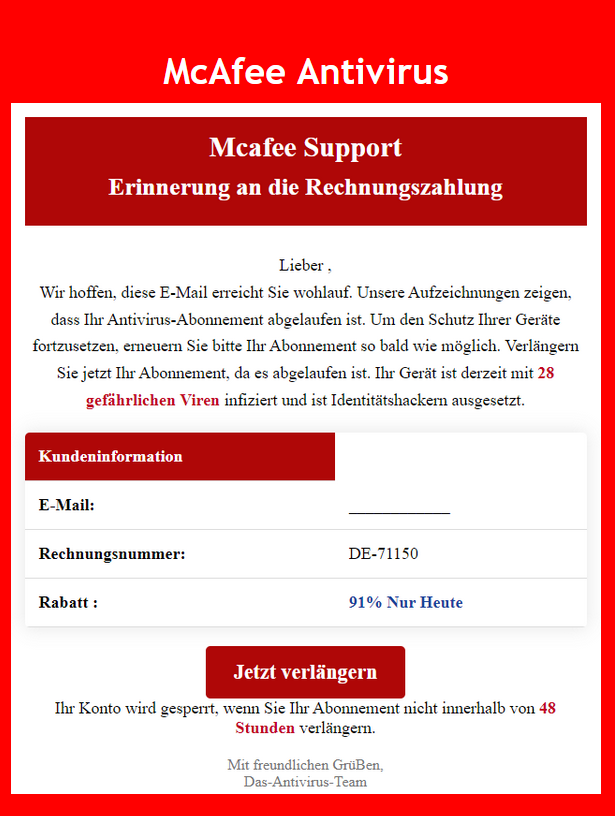 McAfee Antivirus
Mcafee Support
Erinnerung an die Rechnungszahlung
Lieber ,
Wir hoffen, diese E-Mail erreicht Sie wohlauf. Unsere Aufzeichnungen zeigen,
dass Ihr Antivirus-Abonnement abgelaufen ist. Um den Schutz Ihrer Geräte
fortzusetzen, erneuern Sie bitte Ihr Abonnement so bald wie möglich. Verlängern
Sie jetzt Ihr Abonnement, da es abgelaufen ist. Ihr Gerät ist derzeit mit 28
gefährlichen Viren infiziert und ist Identitätshackern ausgesetzt.
Kundeninformation
E-Mail:
Rechnungsnummer: DE-71150
Rabatt : 91% Nur Heute
Jetzt verlängern
Ihr Konto wird gesperrt, wenn Sie Ihr Abonnement nicht innerhalb von 48
Stunden verlängern.
Mit freundlichen GrüBen,
Das-Antivirus-Team